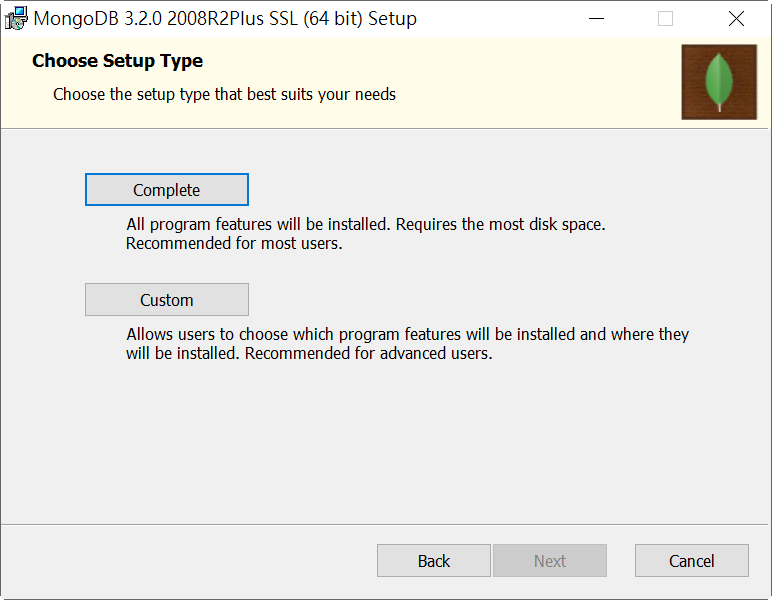 MongoDB 3.2.0 2008R2Plus SSL (64 bit) Setup
Choose Setup Type
Choose the setup type that best suits your needs
Complete
All program features will be installed. Requires the most disk space.
Recommended for most users.
Custom
Allows users to choose which program features will be installed and where they
will be installed. Recommended for advanced users.
Back
Next
Cancel